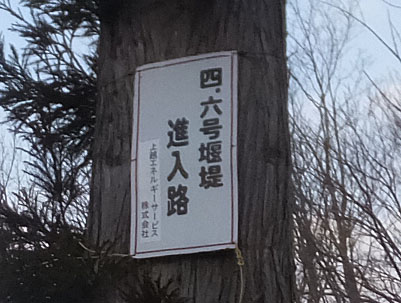 四・六号堰堤
進入路
上越エネルギーサービス
株式会社